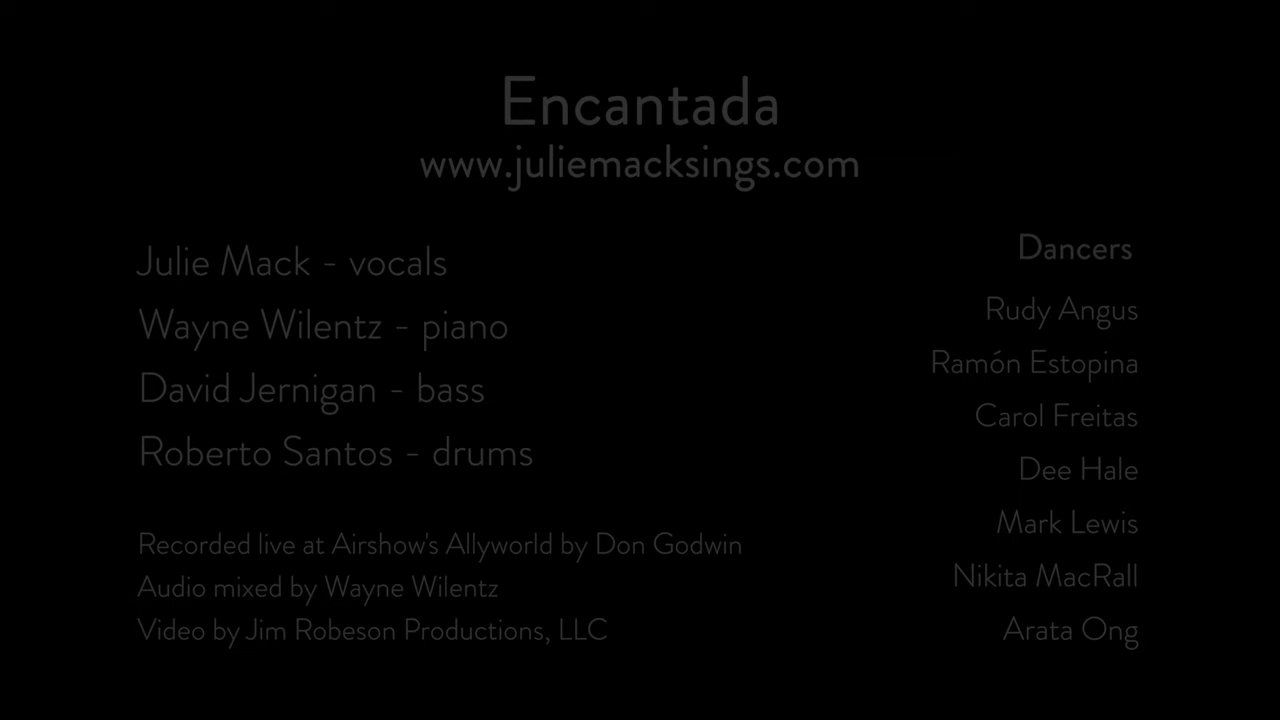 Encantada
www.juliemacksings.com
Julie Mack - vocals
Wayne Wilentz - piano
David Jernigan - bass
Roberto Santos - drums
Recorded live at Airshow's Allyworld by Don Godwin
Audio mixed by Wayne Wilentz
Video by Jim Robeson Productions, LLC
Dancers
Rudy Angus
Ramón Estopina
Carol Freitas
Dee Hale
Mark Lewis
Nikita MacRall
Arata Ong